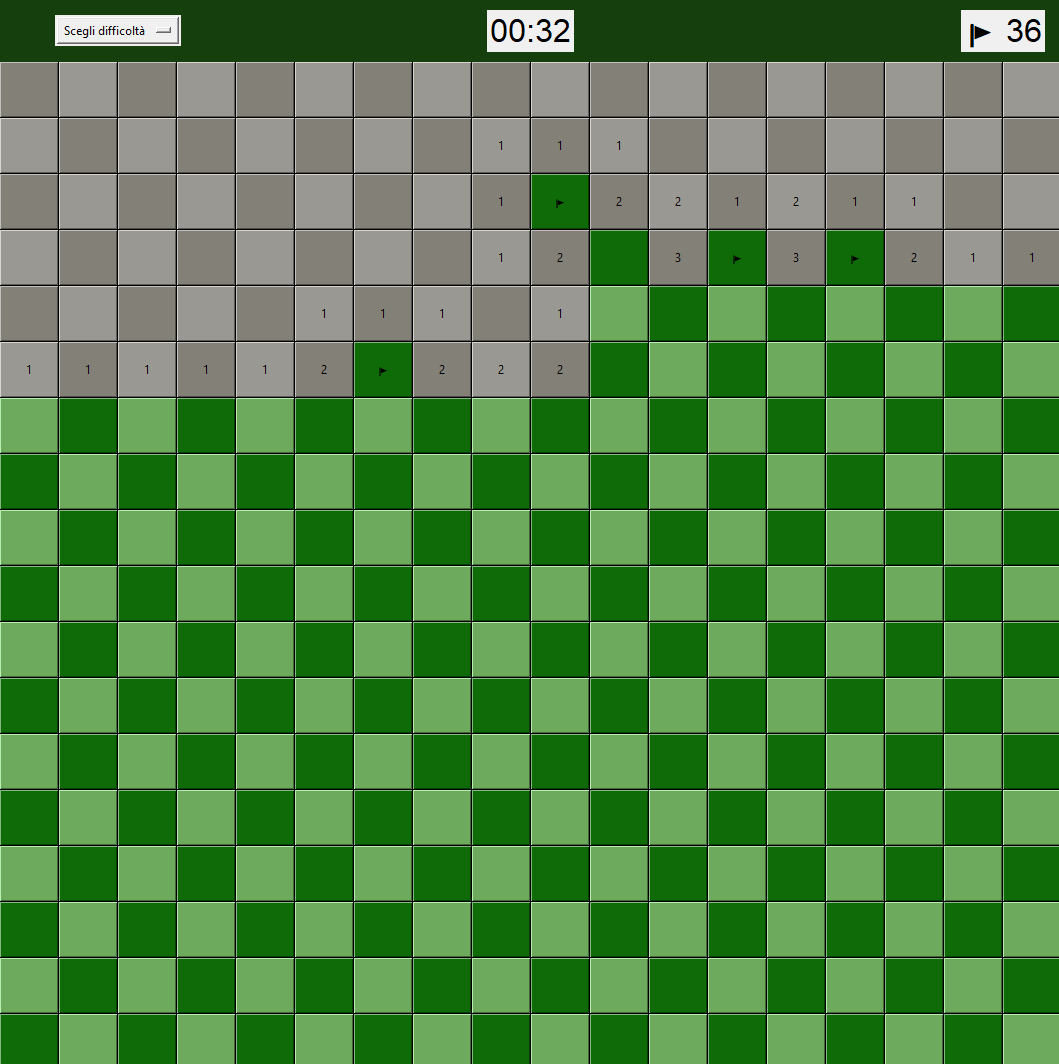 Scegli difficoltà 00:32 36
1 1 1
1 2 2 1 2 1 1
1 2 3 3 2 1 1
1 1 1 1
1 1 1 1 1 2 2 2 2